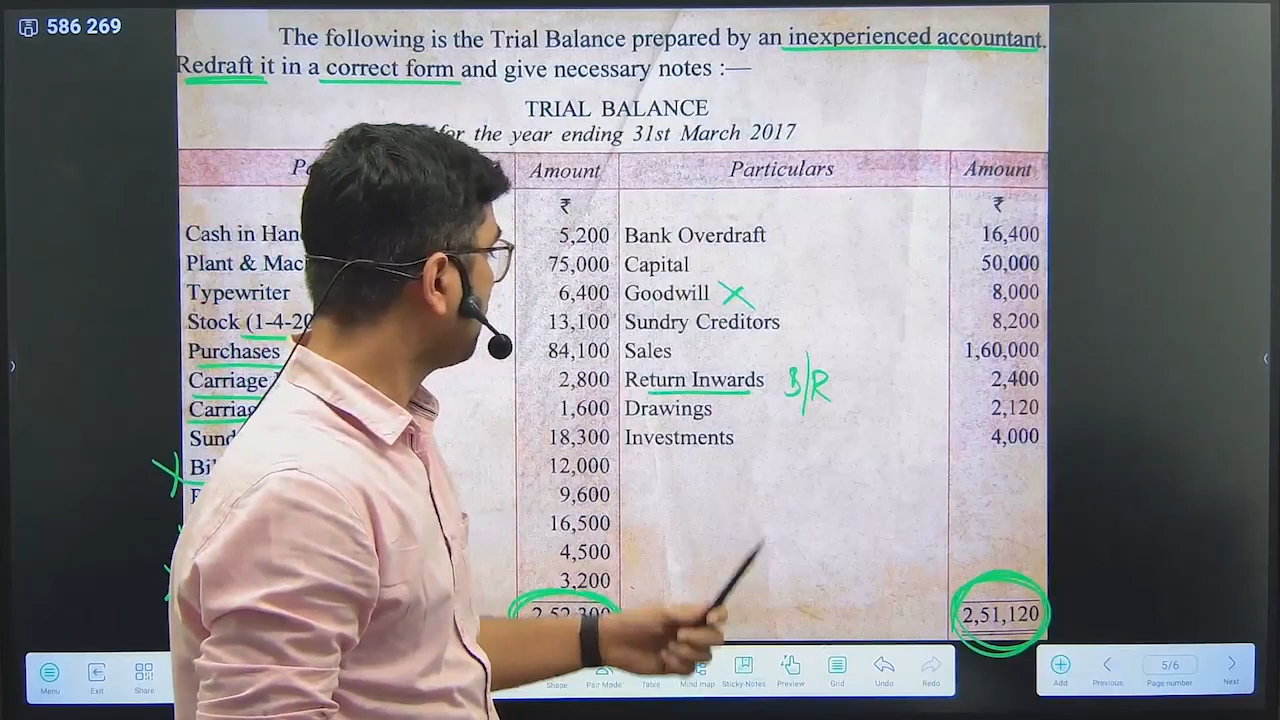 586 269
The following is the Trial Balance prepared by an inexperienced accountant.
Redraft it in a correct form and give necessary notes :—
TRIAL BALANCE
for the year ending 31st March 2017
Amount Particulars Amount
₹ ₹
Cash in Han 5,200 Bank Overdraft 16,400
Plant & Mac 75,000 Capital 50,000
Typewriter 6,400 Goodwill X 8,000
Stock (1-4-20 13,100 Sundry Creditors 8,200
Purchases 84,100 Sales 1,60,000
Carriage 2,800 Return Inwards B/R 2,400
Carriag 1,600 Drawings 2,120
Sund 18,300 Investments 4,000
X Bil 12,000
9,600
16,500
4,500
3,200
2,52,300 2,51,120
Menu Exit Share Shape Pair Mode Table Mind map Sticky-Notes Preview Grid Undo Redo Add Previous 5/6 Page number Next